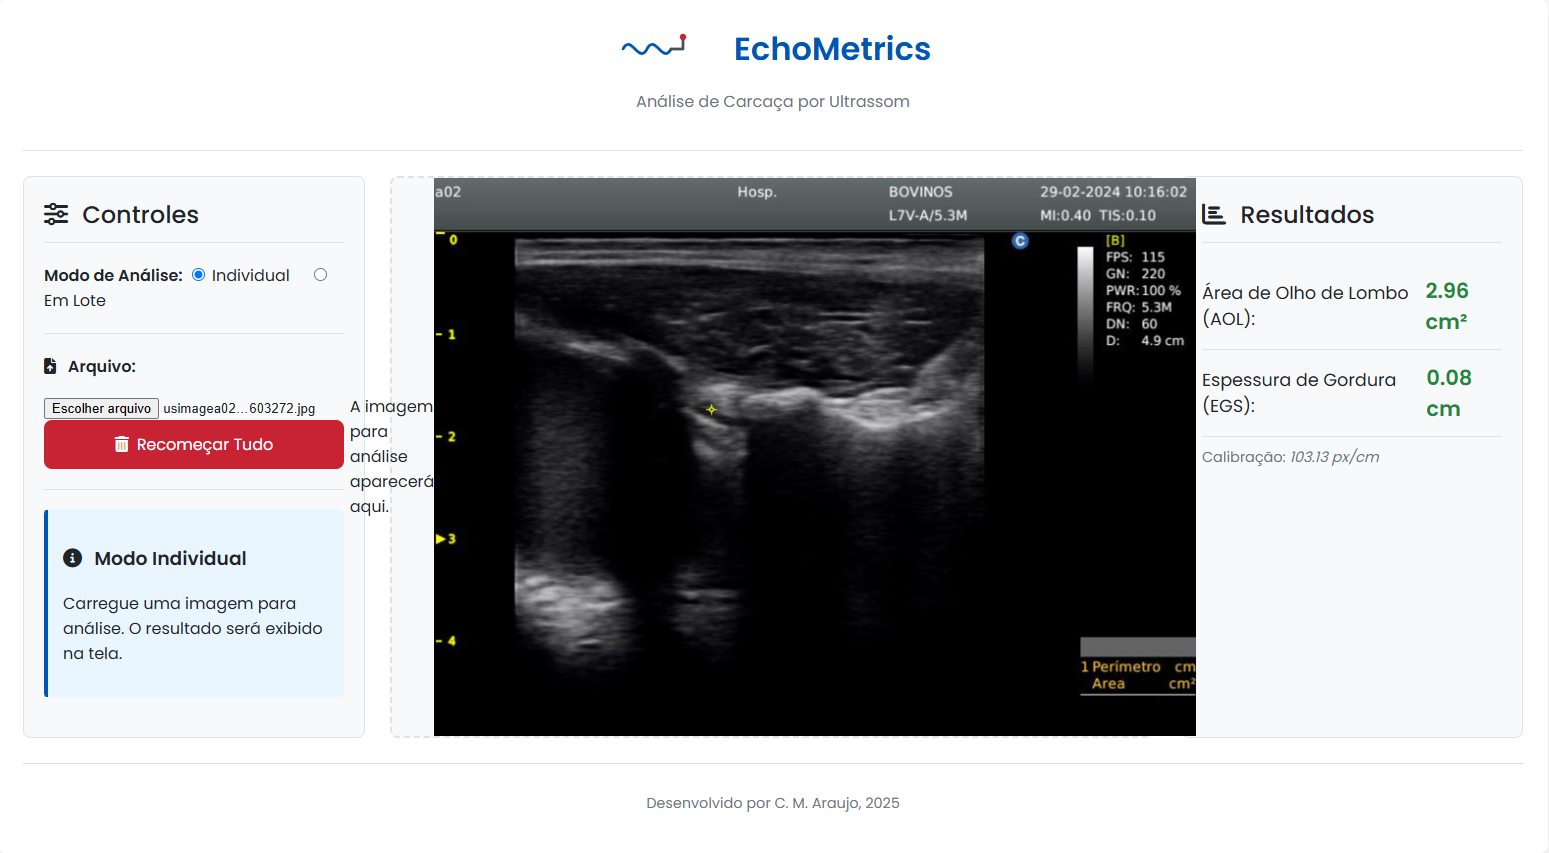 EchoMetrics
Análise de Carcaça por Ultrassom
Controles
Modo de Análise: Individual
Em Lote
Arquivo:
Escolher arquivo usimagea02...603272.jpg
Recomeçar Tudo
Modo Individual
Carregue uma imagem para
análise. O resultado será exibido
na tela.
A imagem
para
análise
aparecerá
aqui.
a02 Hosp. BOVINOS 29-02-2024 10:16:02
L7V-A/5.3M MI:0.40 TIS:0.10
0
1
2
3
4
C
[B]
FPS: 115
GN: 220
PWR: 100 %
FRQ: 5.3M
DN: 60
D: 4.9 cm
1 Perímetro cm
Area cm²
Resultados
Área de Olho de Lombo
(AOL):
2.96
cm²
Espessura de Gordura
(EGS):
0.08
cm
Calibração: 103.13 px/cm
Desenvolvido por C. M. Araujo, 2025